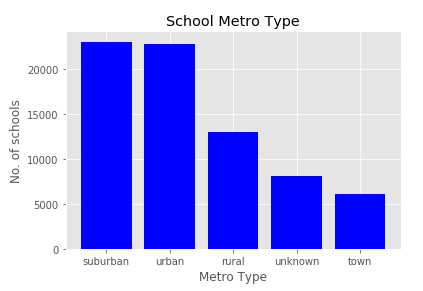 School Metro Type
No. of schools
20000
15000
10000
5000
0
suburban urban rural unknown town
Metro Type